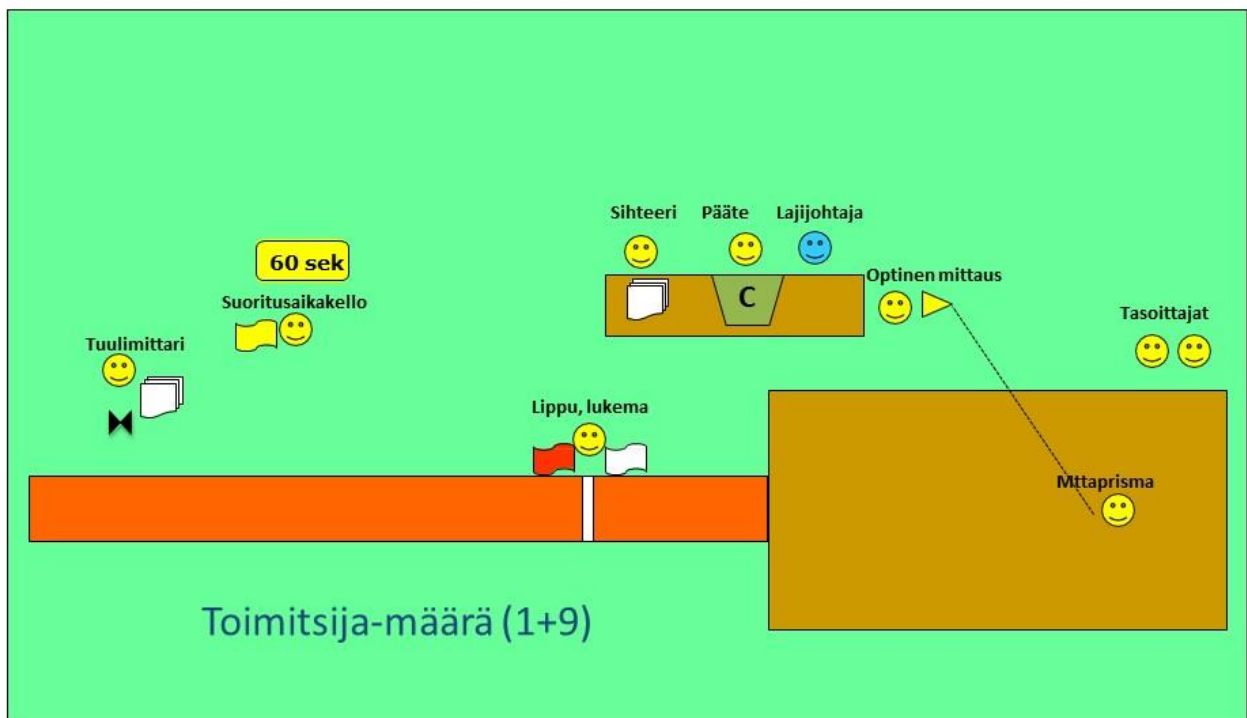 Sihteeri
Pääte
Lajijohtaja
60 sek
C
Optinen mittaus
Suoritusaikakello
Tasoittajat
Tuulimittari
Lippu, lukema
Mttaprisma
Toimitsija-määrä (1+9)